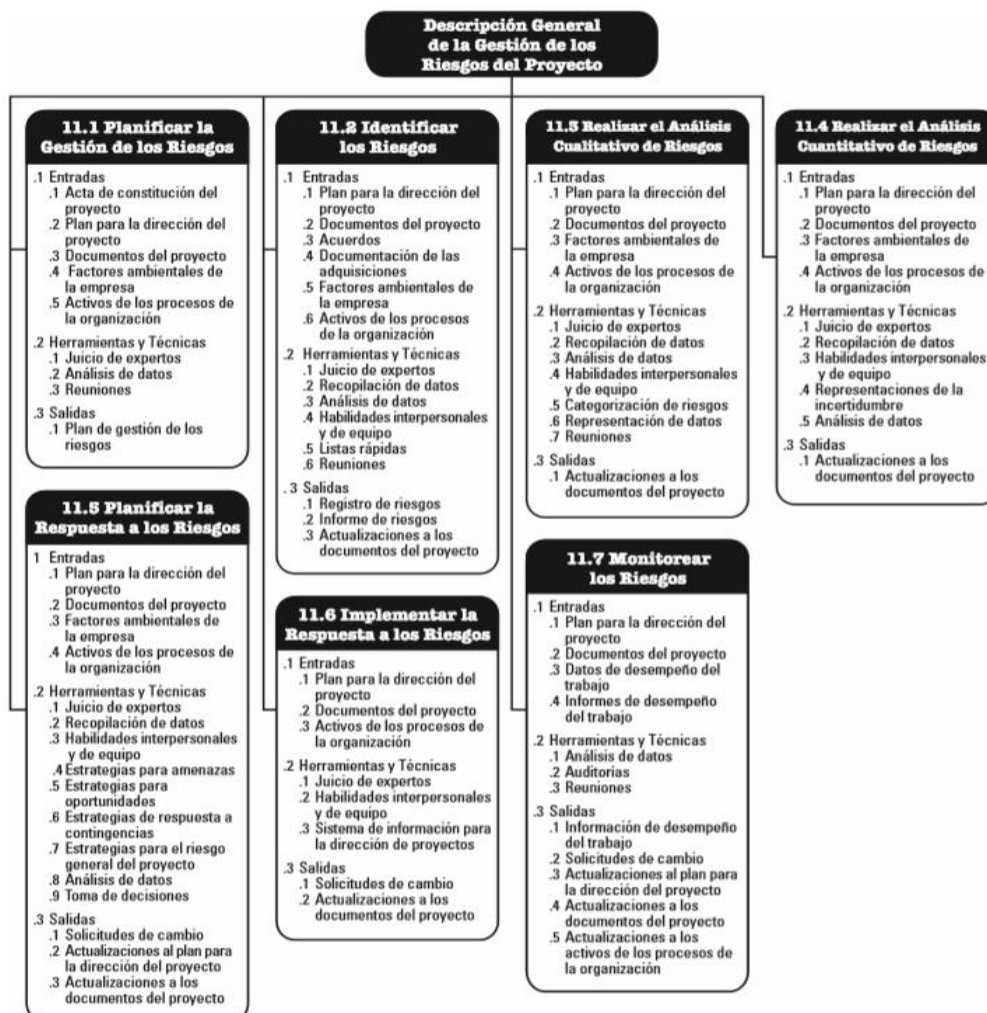 Descripción General
de la Gestión de los
Riesgos del Proyecto
11.1 Planificar la
Gestión de los Riesgos
.1 Entradas
.1 Acta de constitución del
proyecto
.2 Plan para la dirección del
proyecto
.3 Documentos del proyecto
.4 Factores ambientales de
la empresa
.5 Activos de los procesos de
la organización
.2 Herramientas y Técnicas
.1 Juicio de expertos
.2 Análisis de datos
.3 Reuniones
.3 Salidas
.1 Plan de gestión de los
riesgos
11.2 Identificar
los Riesgos
.1 Entradas
.1 Plan para la dirección del
proyecto
.2 Documentos del proyecto
.3 Acuerdos
.4 Documentación de las
adquisiciones
.5 Factores ambientales de
la empresa
.6 Activos de los procesos
de la organización
.2 Herramientas y Técnicas
.1 Juicio de expertos
.2 Recopilación de datos
.3 Análisis de datos
.4 Habilidades interpersonales
y de equipo
.5 Listas rápidas
.6 Reuniones
.3 Salidas
.1 Registro de riesgos
.2 Informe de riesgos
.3 Actualizaciones a los
documentos del proyecto
11.3 Realizar el Análisis
Cualitativo de Riesgos
.1 Entradas
.1 Plan para la dirección del
proyecto
.2 Documentos del proyecto
.3 Factores ambientales de
la empresa
.4 Activos de los procesos de
la organización
.2 Herramientas y Técnicas
.1 Juicio de expertos
.2 Recopilación de datos
.3 Análisis de datos
.4 Habilidades interpersonales
y de equipo
.5 Categorización de riesgos
.6 Representación de datos
.7 Reuniones
.3 Salidas
.1 Actualizaciones a los
documentos del proyecto
11.4 Realizar el Análisis
Cuantitativo de Riesgos
.1 Entradas
.1 Plan para la dirección del
proyecto
.2 Documentos del proyecto
.3 Factores ambientales de
la empresa
.4 Activos de los procesos de
la organización
.2 Herramientas y Técnicas
.1 Juicio de expertos
.2 Recopilación de datos
.3 Habilidades interpersonales
y de equipo
.4 Representaciones de la
incertidumbre
.5 Análisis de datos
.3 Salidas
.1 Actualizaciones a los
documentos del proyecto
11.5 Planificar la
Respuesta a los Riesgos
1 Entradas
.1 Plan para la dirección del
proyecto
.2 Documentos del proyecto
.3 Factores ambientales de
la empresa
.4 Activos de los procesos de
la organización
.2 Herramientas y Técnicas
.1 Juicio de expertos
.2 Recopilación de datos
.3 Habilidades interpersonales
y de equipo
.4 Estrategias para amenazas
.5 Estrategias para
oportunidades
.6 Estrategias de respuesta a
contingencias
.7 Estrategias para el riesgo
general del proyecto
.8 Análisis de datos
.9 Toma de decisiones
.3 Salidas
.1 Solicitudes de cambio
.2 Actualizaciones al plan para
la dirección del proyecto
.3 Actualizaciones a los
documentos del proyecto
11.6 Implementar la
Respuesta a los Riesgos
.1 Entradas
.1 Plan para la dirección del
proyecto
.2 Documentos del proyecto
.3 Activos de los procesos de
la organización
.2 Herramientas y Técnicas
.1 Juicio de expertos
.2 Habilidades interpersonales
y de equipo
.3 Sistema de información para
la dirección de proyectos
.3 Salidas
.1 Solicitudes de cambio
.2 Actualizaciones a los
documentos del proyecto
11.7 Monitorear
los Riesgos
.1 Entradas
.1 Plan para la dirección del
proyecto
.2 Documentos del proyecto
.3 Datos de desempeño del
trabajo
.4 Informes de desempeño
del trabajo
.2 Herramientas y Técnicas
.1 Análisis de datos
.2 Auditorías
.3 Reuniones
.3 Salidas
.1 Información de desempeño
del trabajo
.2 Solicitudes de cambio
.3 Actualizaciones al plan para
la dirección del proyecto
.4 Actualizaciones a los
documentos del proyecto
.5 Actualizaciones a los
activos de los procesos de
la organización